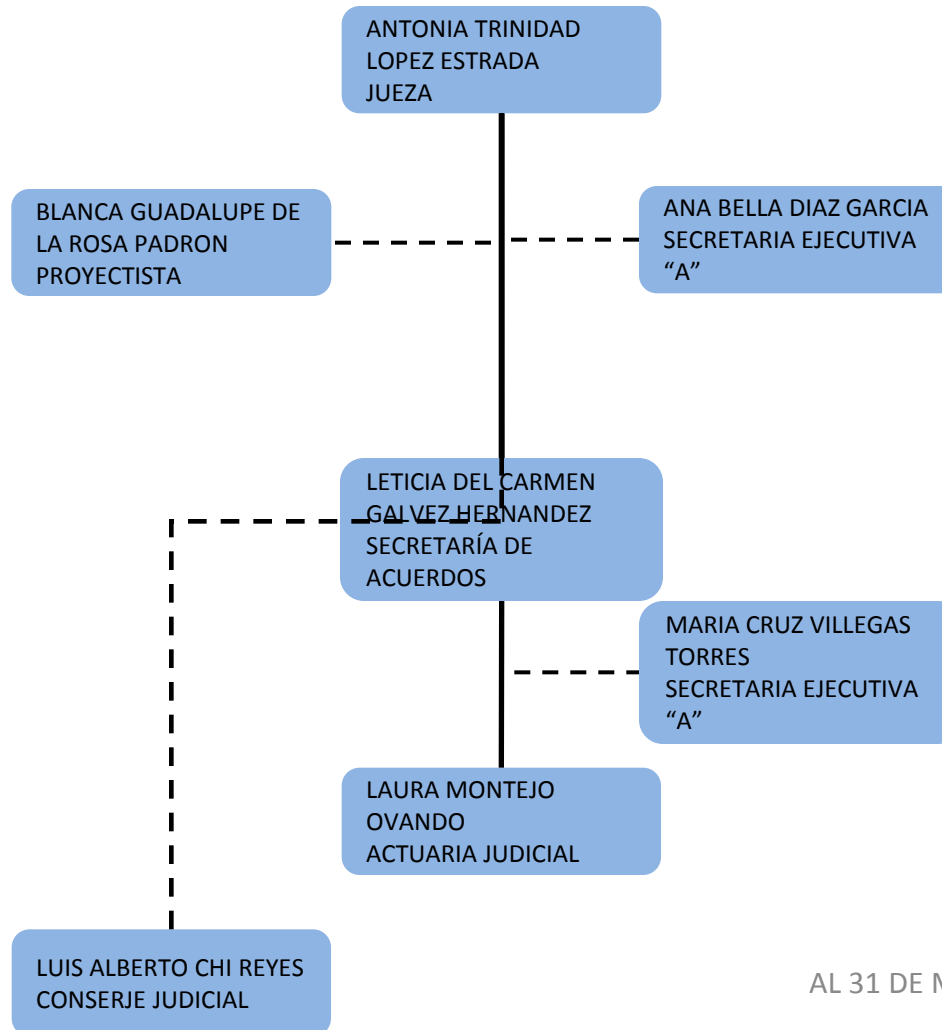 ANTONIA TRINIDAD
LOPEZ ESTRADA
JUEZA
BLANCA GUADALUPE DE
LA ROSA PADRON
PROYECTISTA
ANA BELLA DIAZ GARCIA
SECRETARIA EJECUTIVA
“A”
LETICIA DEL CARMEN
GALVEZ HERNANDEZ
SECRETARÍA DE
ACUERDOS
MARIA CRUZ VILLEGAS
TORRES
SECRETARIA EJECUTIVA
“A”
LAURA MONTEJO
OVANDO
ACTUARIA JUDICIAL
LUIS ALBERTO CHI REYES
CONSERJE JUDICIAL
AL 31 DE